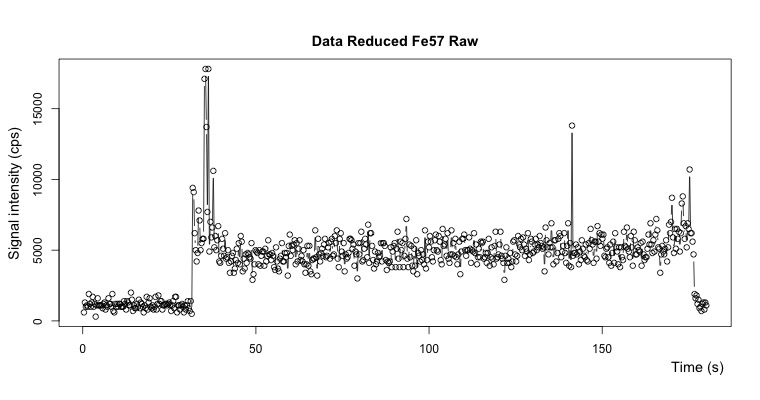 Data Reduced Fe57 Raw
Signal intensity (cps)
15000
10000
5000
0
0 50 100 150
Time (s)